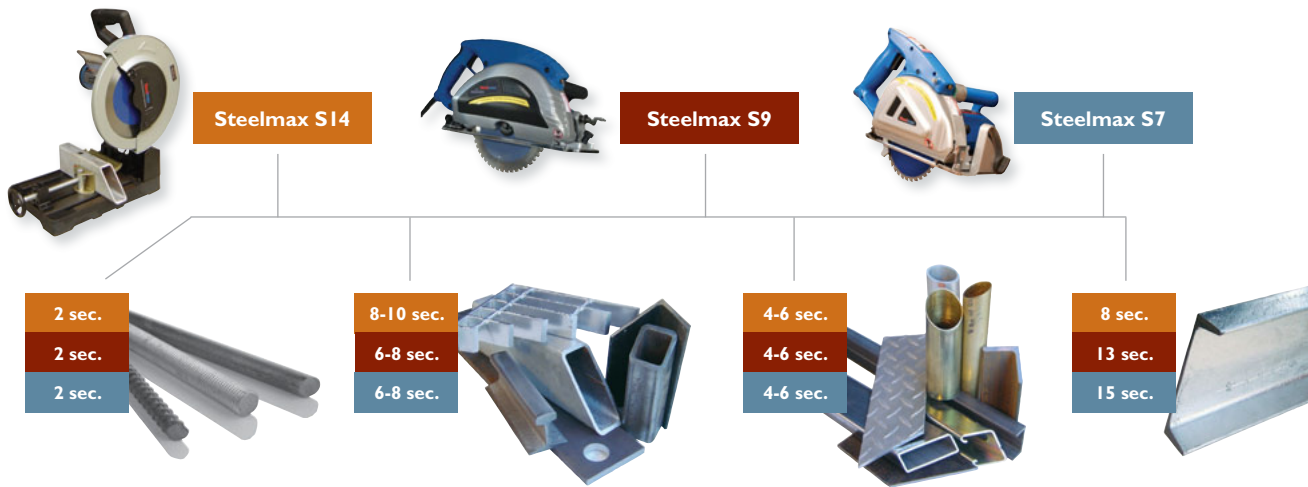 Steelmax S14
Steelmax S9
Steelmax S7
2 sec.
2 sec.
2 sec.
8-10 sec.
6-8 sec.
6-8 sec.
4-6 sec.
4-6 sec.
4-6 sec.
8 sec.
13 sec.
15 sec.